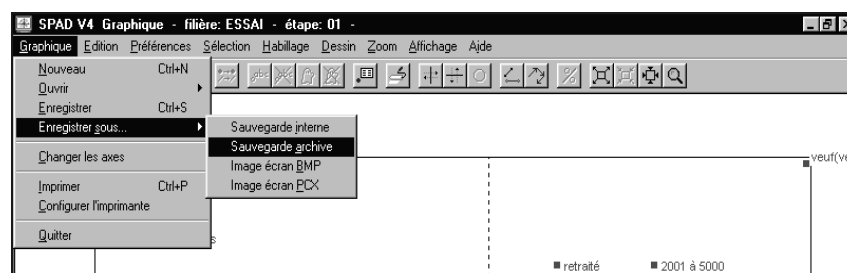 SPAD V4 Graphique - filière: ESSAI - étape: 01 -
Graphique Edition Préférences Sélection Habillage Dessin Zoom Affichage Aide
Nouveau Ctrl+N
Ouvrir
Enregistrer Ctrl+S
Enregistrer sous...
Changer les axes
Imprimer Ctrl+P
Configurer l'imprimante
Quitter
Sauvegarde interne
Sauvegarde archive
Image écran BMP
Image écran PCX
abc
veuf(ve
s
retraité
2001 à 5000